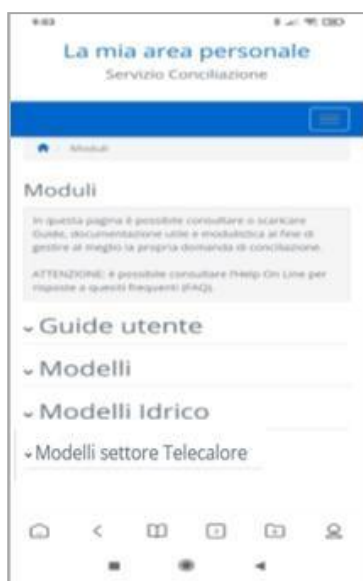 La mia area personale
Servizio Conciliazione
Moduli
Moduli
In questa pagina è possibile consultare o scaricare
Guide, documentazione utile e modulistica al fine di
gestire al meglio la propria domanda di conciliazione.
ATTENZIONE: è possibile consultare l'Help On Line per
risposte a quesiti frequenti (FAQ).
Guide utente
Modelli
Modelli Idrico
Modelli settore Telecalore